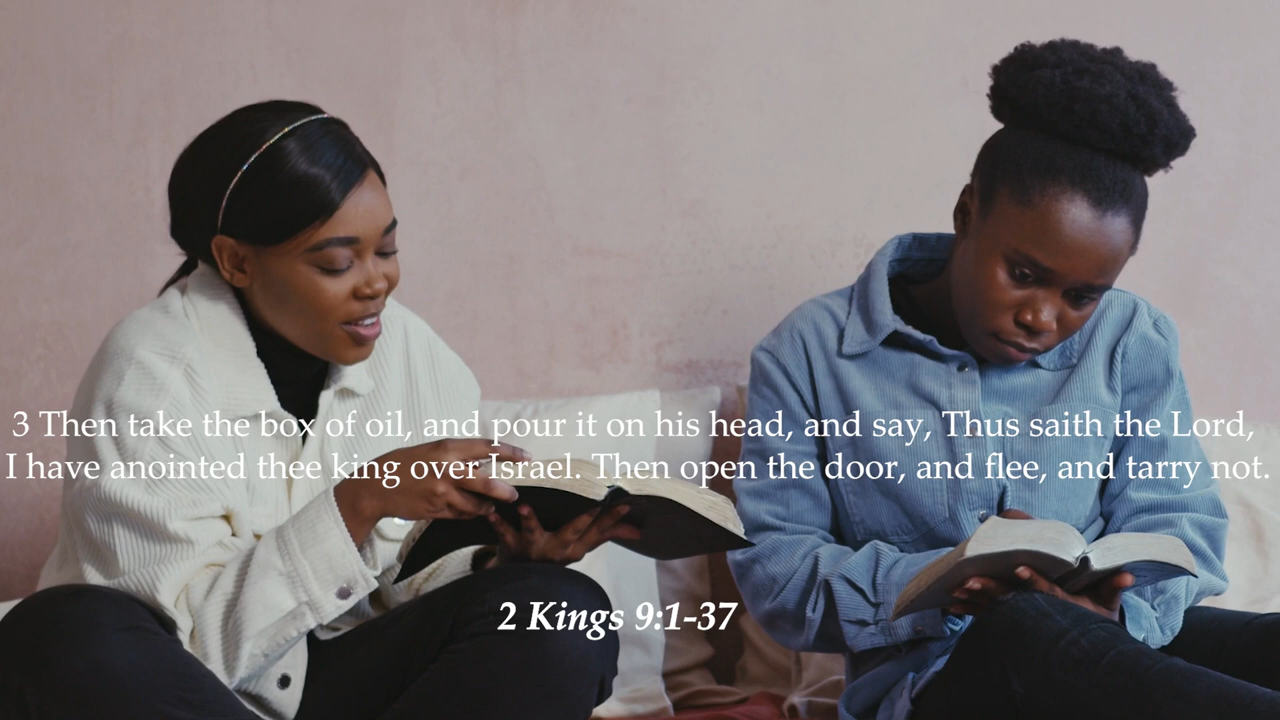 3 Then take the box of oil, and pour it on his head, and say, Thus saith the Lord,
I have anointed thee king over Israel. Then open the door, and flee, and tarry not.
2 Kings 9:1-37